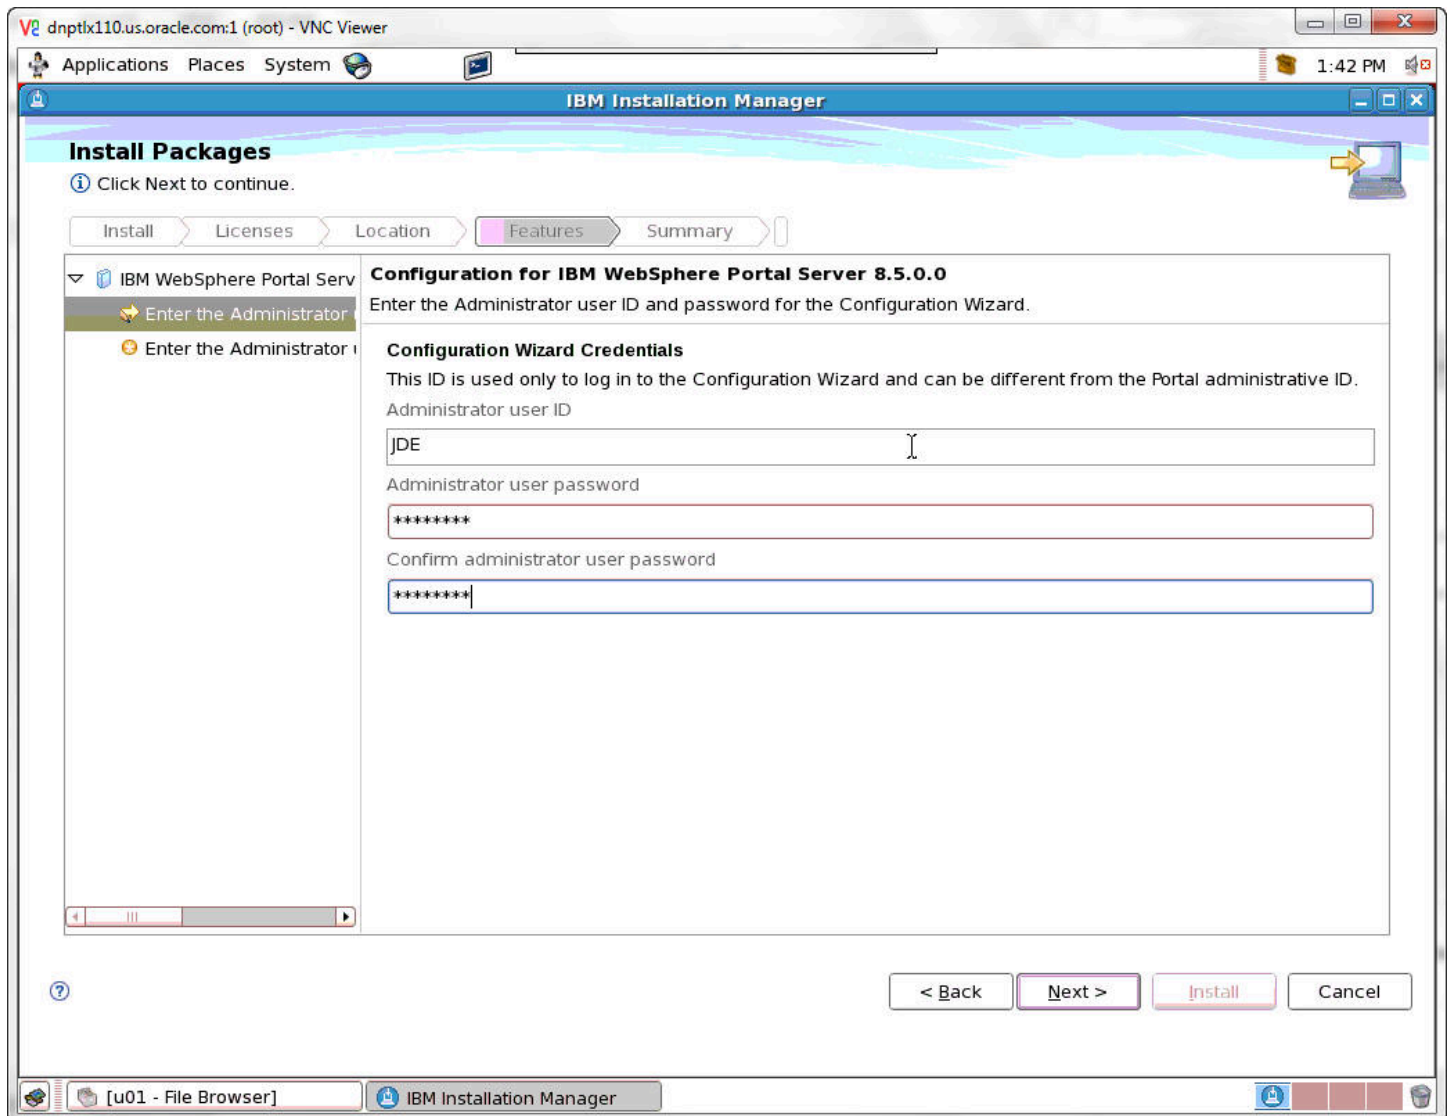 dnptlx110.us.oracle.com:1 (root) - VNC Viewer
Applications Places System 1:42 PM
IBM Installation Manager
Install Packages
Click Next to continue.
Install Licenses Location Features Summary
IBM WebSphere Portal Serv
Enter the Administrator
Enter the Administrator
Configuration for IBM WebSphere Portal Server 8.5.0.0
Enter the Administrator user ID and password for the Configuration Wizard.
Configuration Wizard Credentials
This ID is used only to log in to the Configuration Wizard and can be different from the Portal administrative ID.
Administrator user ID
JDE
Administrator user password
********
Confirm administrator user password
********
< Back Next > Install Cancel
[u01 - File Browser] IBM Installation Manager